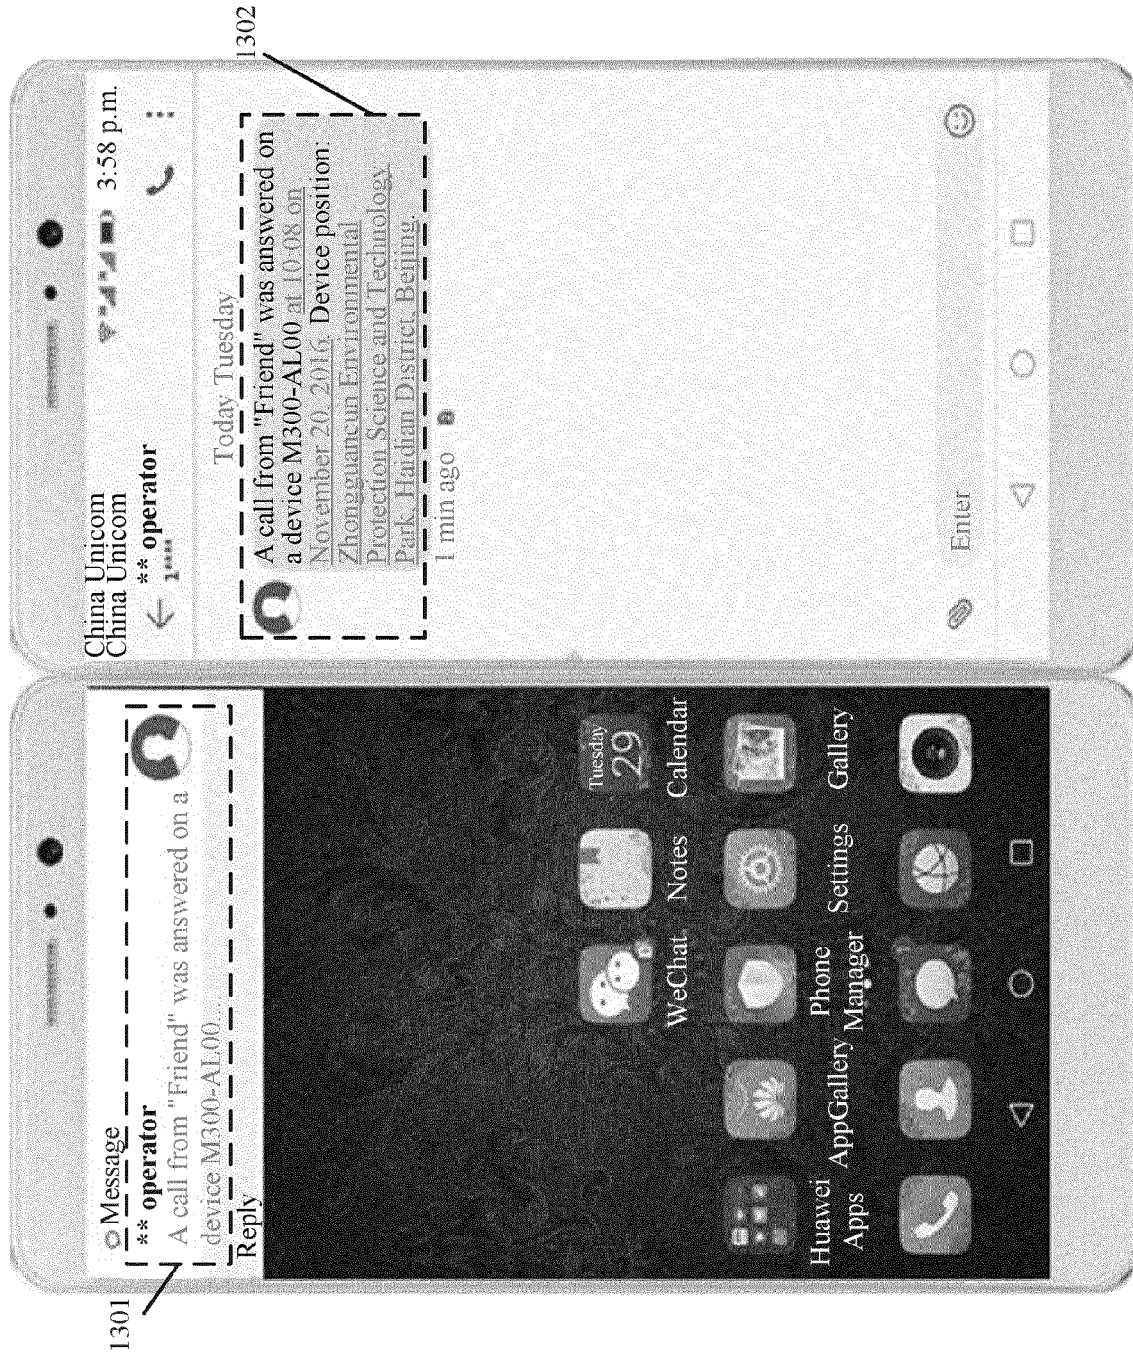 1301
Message
** operator
A call from "Friend" was answered on a
device M300-AL00...
Reply
Tuesday
29
WeChat
Notes
Calendar
Huawei
Apps
AppGallery
Phone
Manager
Settings
Gallery
1302
China Unicom
China Unicom
3:58 p.m.
** operator
1****
Today Tuesday
A call from "Friend" was answered on
a device M300-AL00 at 10:08 on
November 20, 2016, Device position:
Zhongguancun Environmental
Protection Science and Technology
Park, Haidian District, Beijing.
1 min ago
Enter